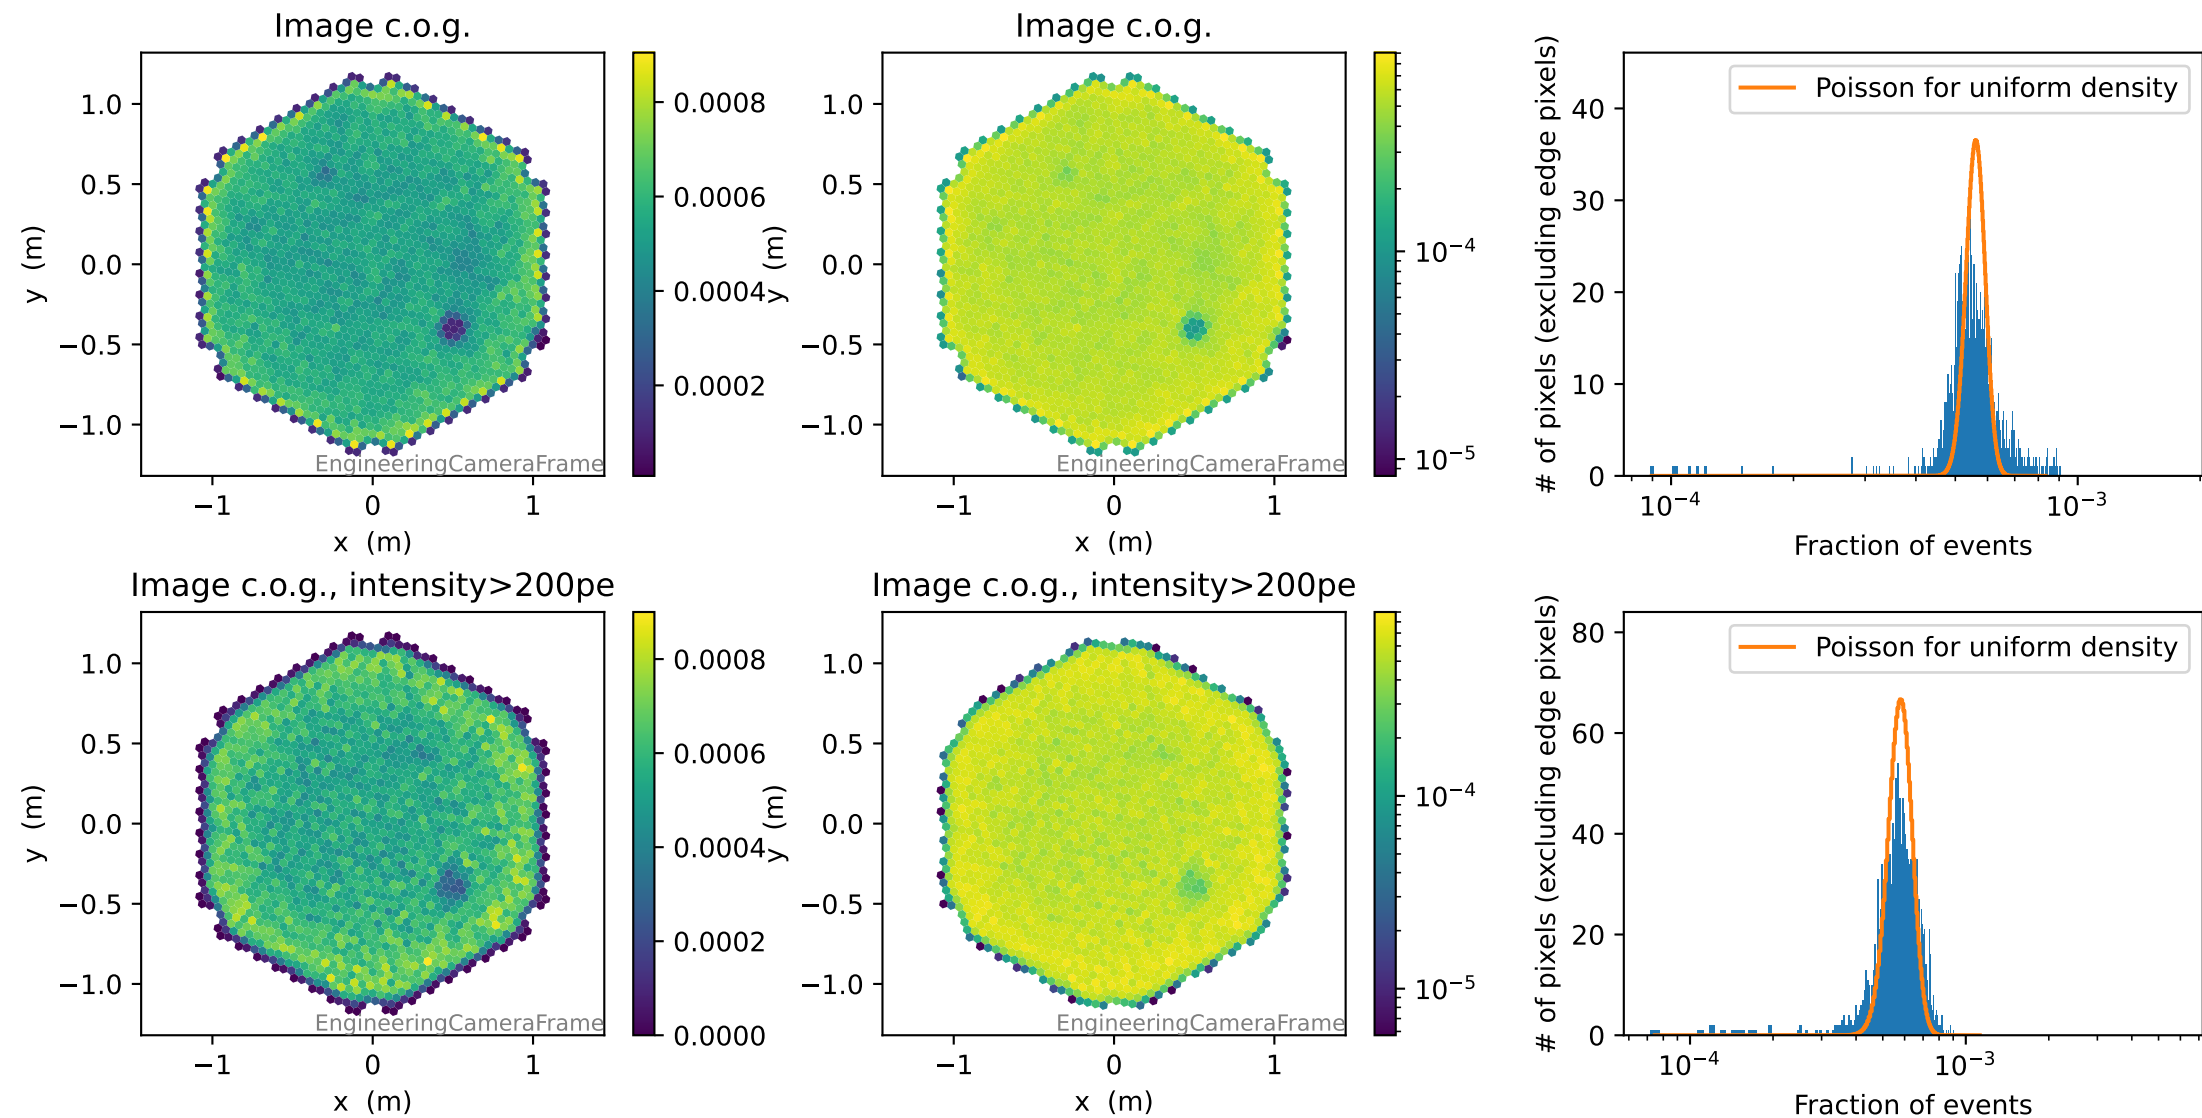 Image c.o.g.
1.0
0.5
0.0
−0.5
−1.0
y (m)
−1
0
1
x (m)
EngineeringCameraFrame
0.0008
0.0006
0.0004
0.0002
Image c.o.g.
1.0
0.5
0.0
−0.5
−1.0
y (m)
−1
0
1
x (m)
EngineeringCameraFrame
10⁻⁴
10⁻⁵
# of pixels (excluding edge pixels)
40
30
20
10
0
Poisson for uniform density
10⁻⁴
10⁻³
Fraction of events
Image c.o.g., intensity>200pe
1.0
0.5
0.0
−0.5
−1.0
y (m)
−1
0
1
x (m)
EngineeringCameraFrame
0.0008
0.0006
0.0004
0.0002
0.0000
Image c.o.g., intensity>200pe
1.0
0.5
0.0
−0.5
−1.0
y (m)
−1
0
1
x (m)
EngineeringCameraFrame
10⁻⁴
10⁻⁵
# of pixels (excluding edge pixels)
80
60
40
20
0
Poisson for uniform density
10⁻⁴
10⁻³
Fraction of events